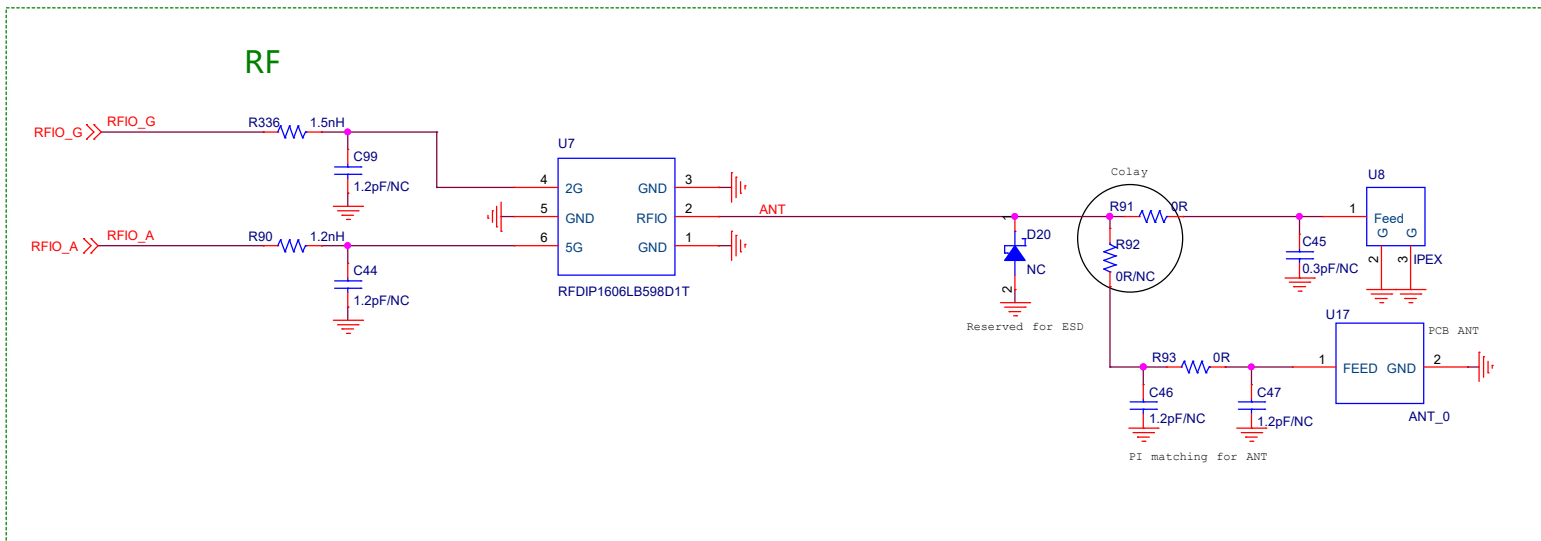 RF
RFIO_G
RFIO_G
R336
1.5nH
C99
1.2pF/NC
RFIO_A
RFIO_A
R90
1.2nH
C44
1.2pF/NC
U7
4
2G
GND
3
5
GND
RFIO
2
6
5G
GND
1
RFDIP1606LB598D1T
ANT
1
D20
NC
2
Reserved for ESD
Colay
R91
0R
R92
0R/NC
C45
0.3pF/NC
U8
1
Feed
G
G
2
3
IPEX
U17
PCB ANT
R93
0R
1
FEED
GND
2
C46
1.2pF/NC
C47
1.2pF/NC
ANT_0
PI matching for ANT